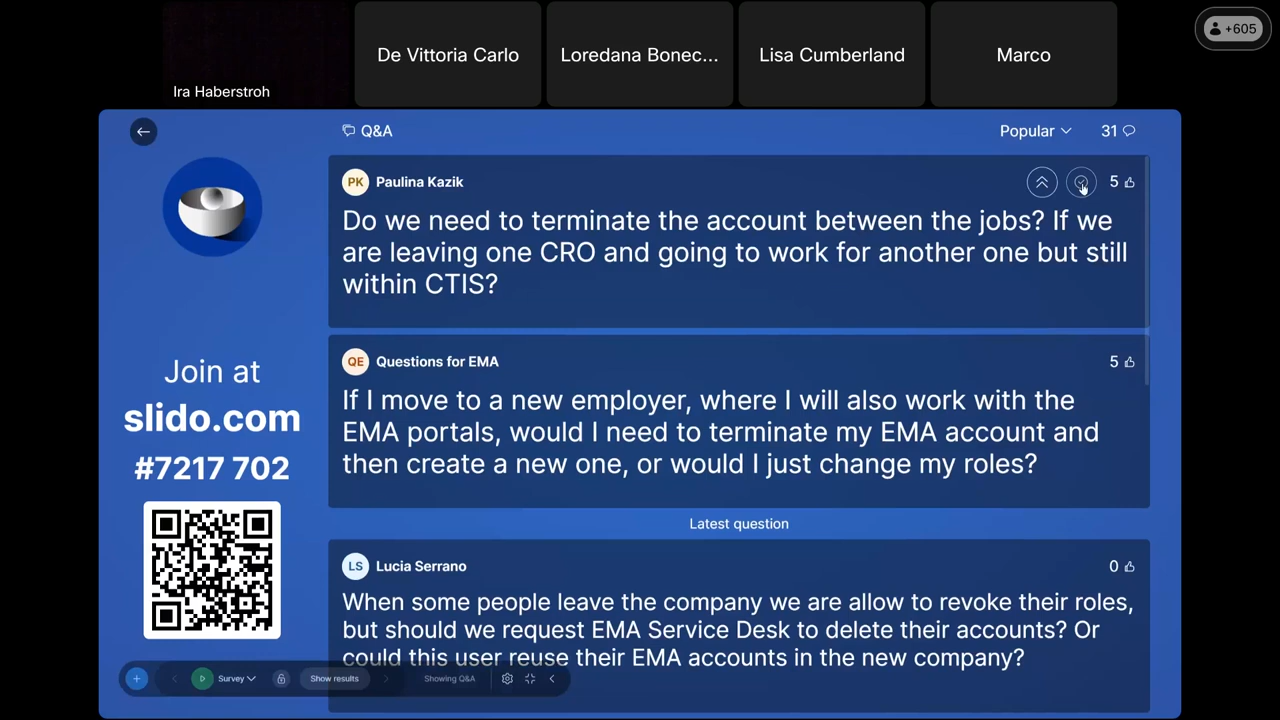 Ira Haberstroh
De Vittoria Carlo
Loredana Bonec...
Lisa Cumberland
Marco
+605
Q&A
Popular
31
Join at
slido.com
#7217 702
PK
Paulina Kazik
5
Do we need to terminate the account between the jobs? If we
are leaving one CRO and going to work for another one but still
within CTIS?
QE
Questions for EMA
5
If I move to a new employer, where I will also work with the
EMA portals, would I need to terminate my EMA account and
then create a new one, or would I just change my roles?
Latest question
LS
Lucia Serrano
0
When some people leave the company we are allow to revoke their roles,
but should we request EMA Service Desk to delete their accounts? Or
could this user reuse their EMA accounts in the new company?
Survey
Show results
Showing Q&A